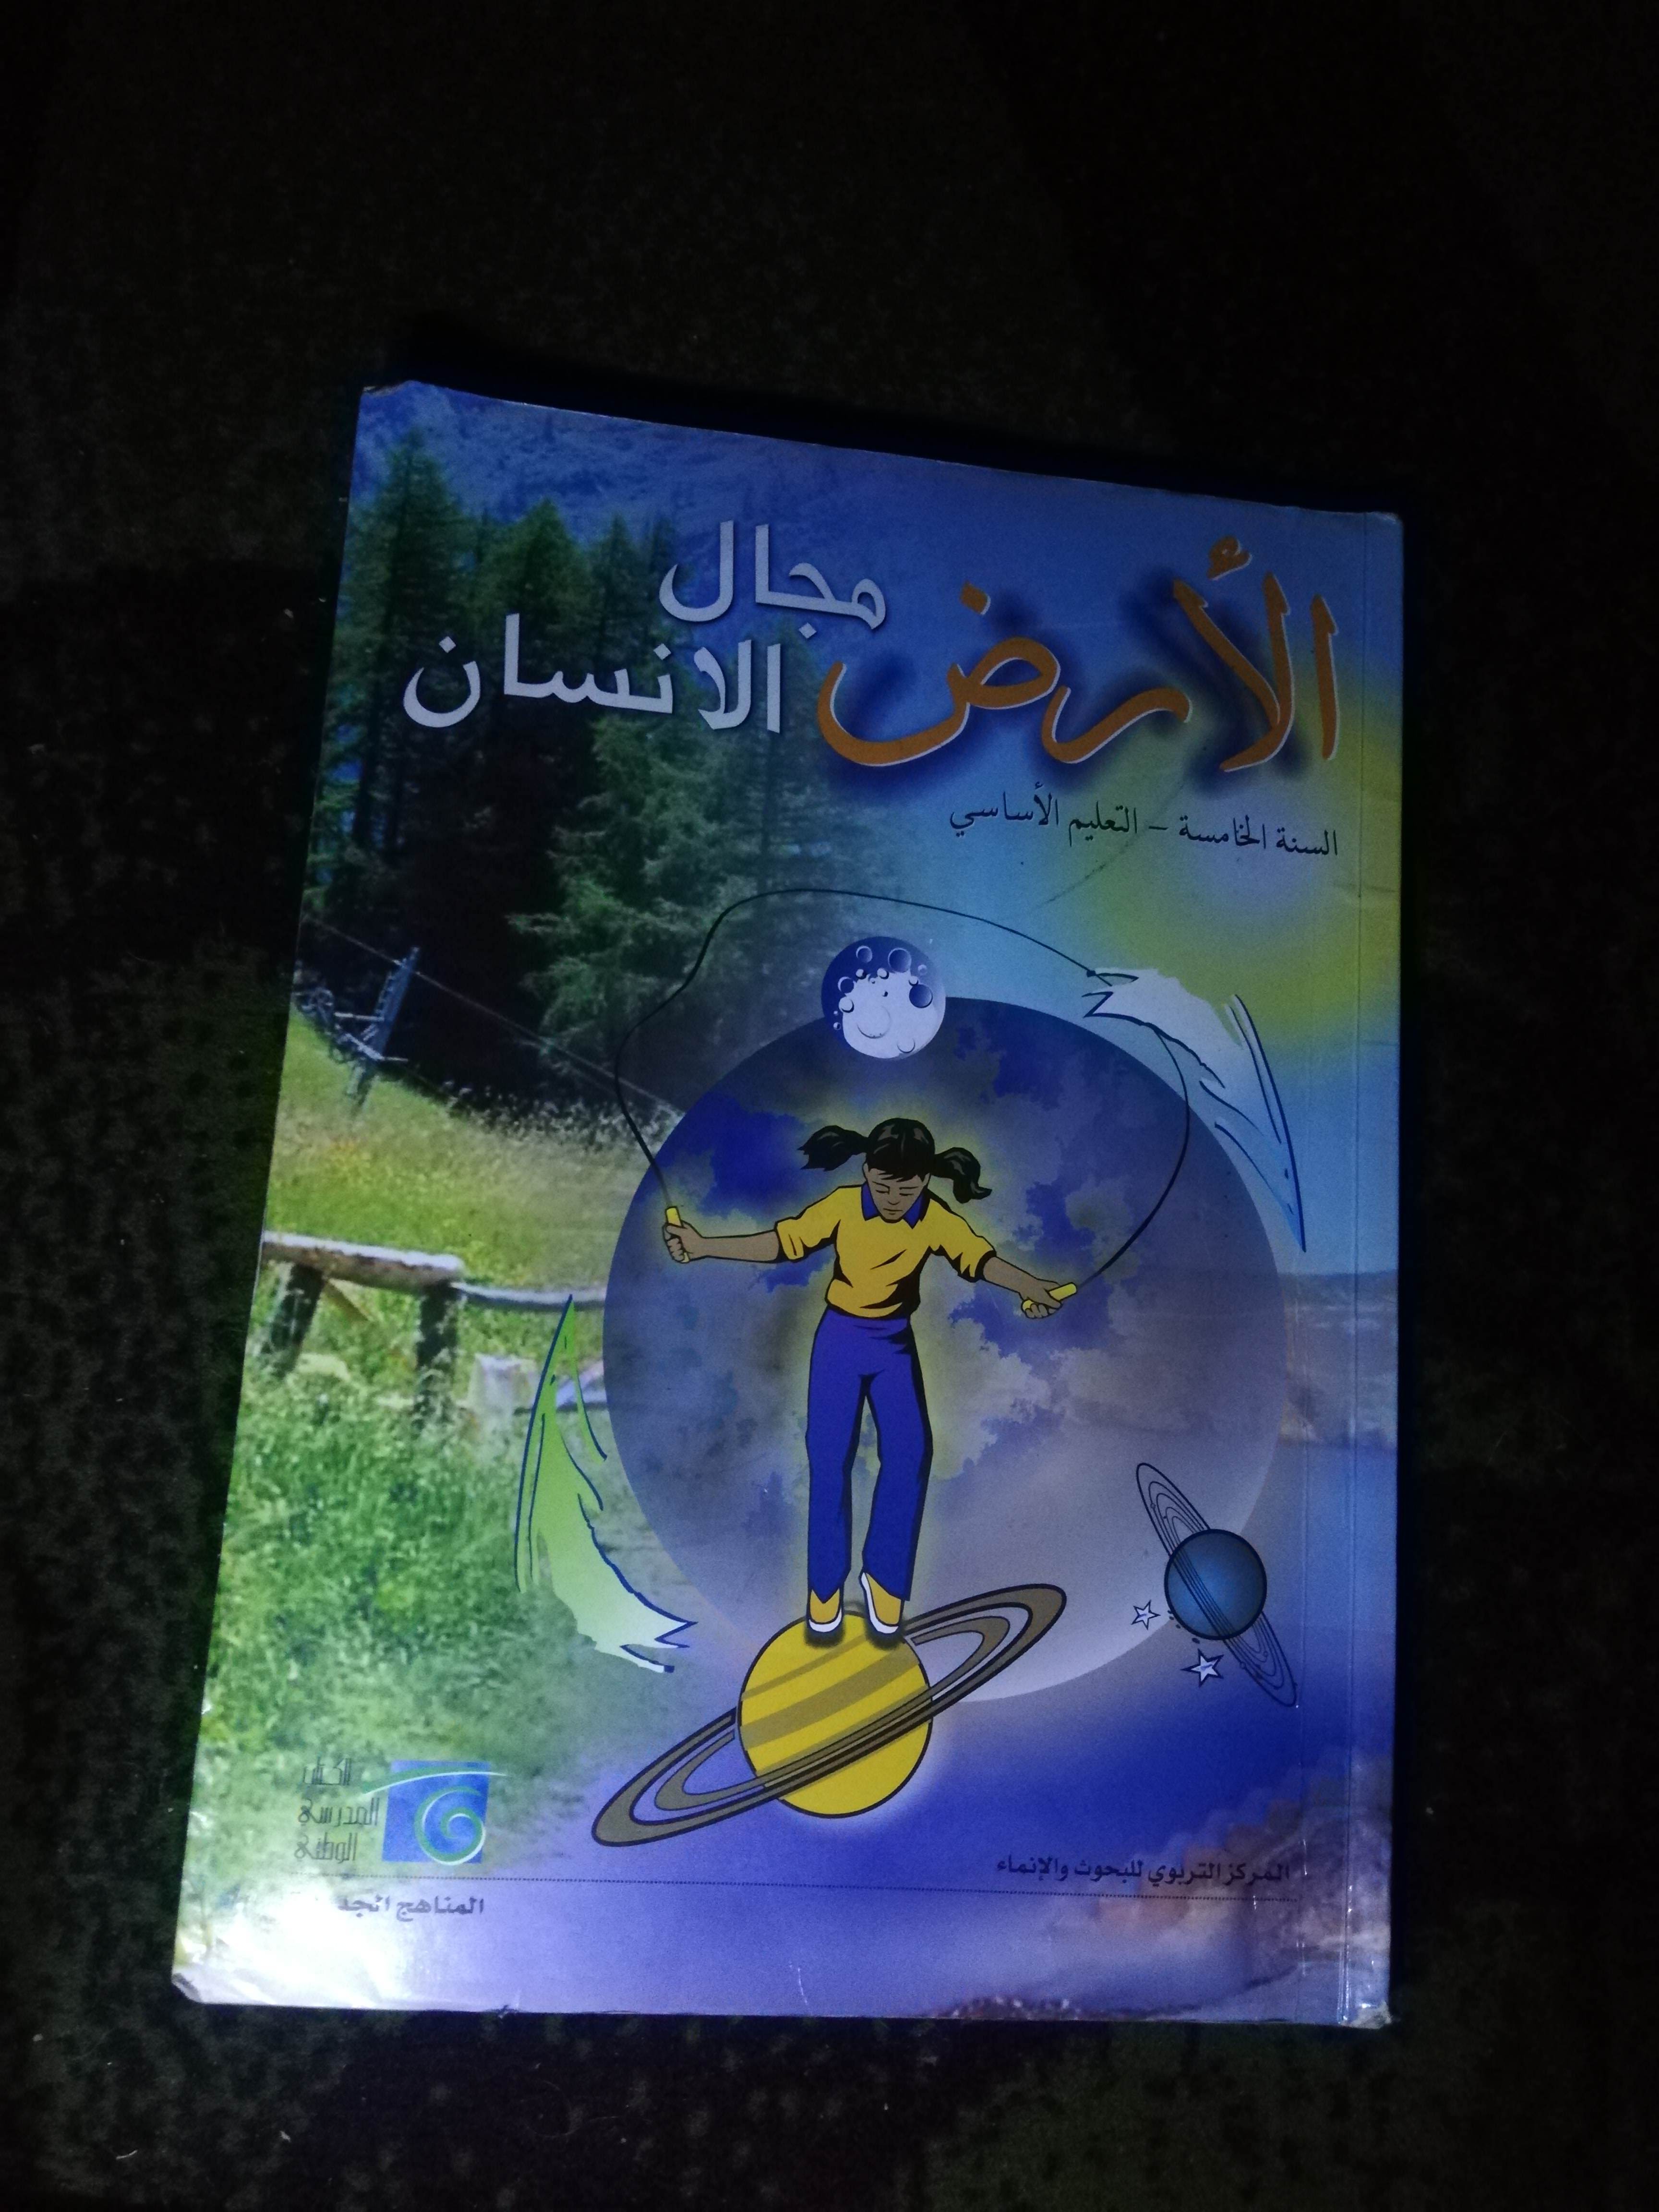 الأرض
مجال
الانسان
السنة الخامسة – التعليم الأساسي
الكتاب
المدرسي
الوطني
المركز التربوي للبحوث والإنماء
المناهج